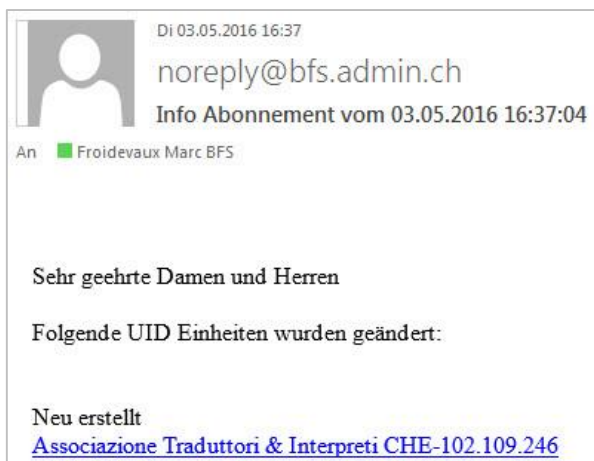 Di 03.05.2016 16:37
noreply@bfs.admin.ch
Info Abonnement vom 03.05.2016 16:37:04
An Froidevaux Marc BFS
Sehr geehrte Damen und Herren
Folgende UID Einheiten wurden geändert:
Neu erstellt
Associazione Traduttori & Interpreti CHE-102.109.246